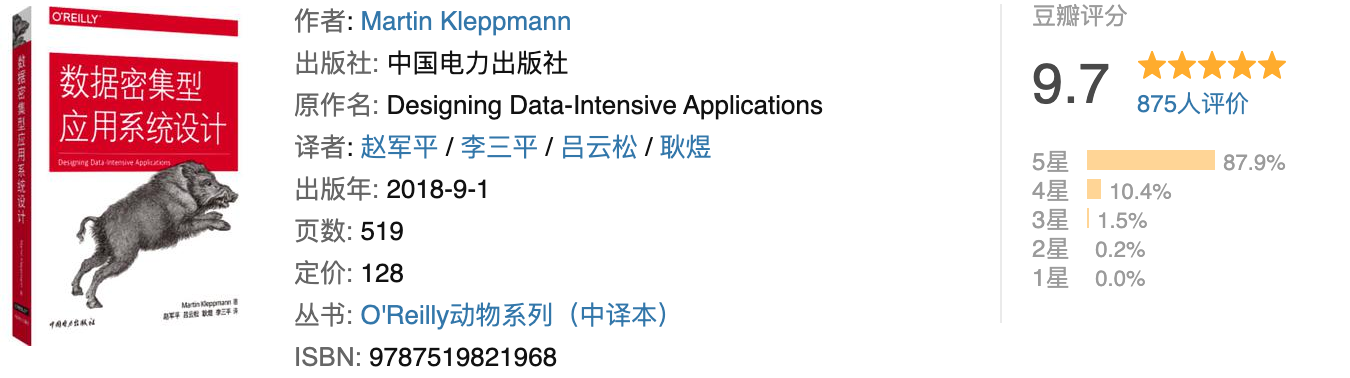 O'REILLY®
数据密集型
应用系统设计
Designing Data-Intensive Applications
数据密集型应用系统设计
Martin Kleppmann 著
赵军平 吕云松 耿煜 李三平 译
中国电力出版社
作者: Martin Kleppmann
出版社: 中国电力出版社
原作名: Designing Data-Intensive Applications
译者: 赵军平 / 李三平 / 吕云松 / 耿煜
出版年: 2018-9-1
页数: 519
定价: 128
丛书: O'Reilly动物系列（中译本）
ISBN: 9787519821968
豆瓣评分
9.7
875人评价
5星 87.9%
4星 10.4%
3星 1.5%
2星 0.2%
1星 0.0%